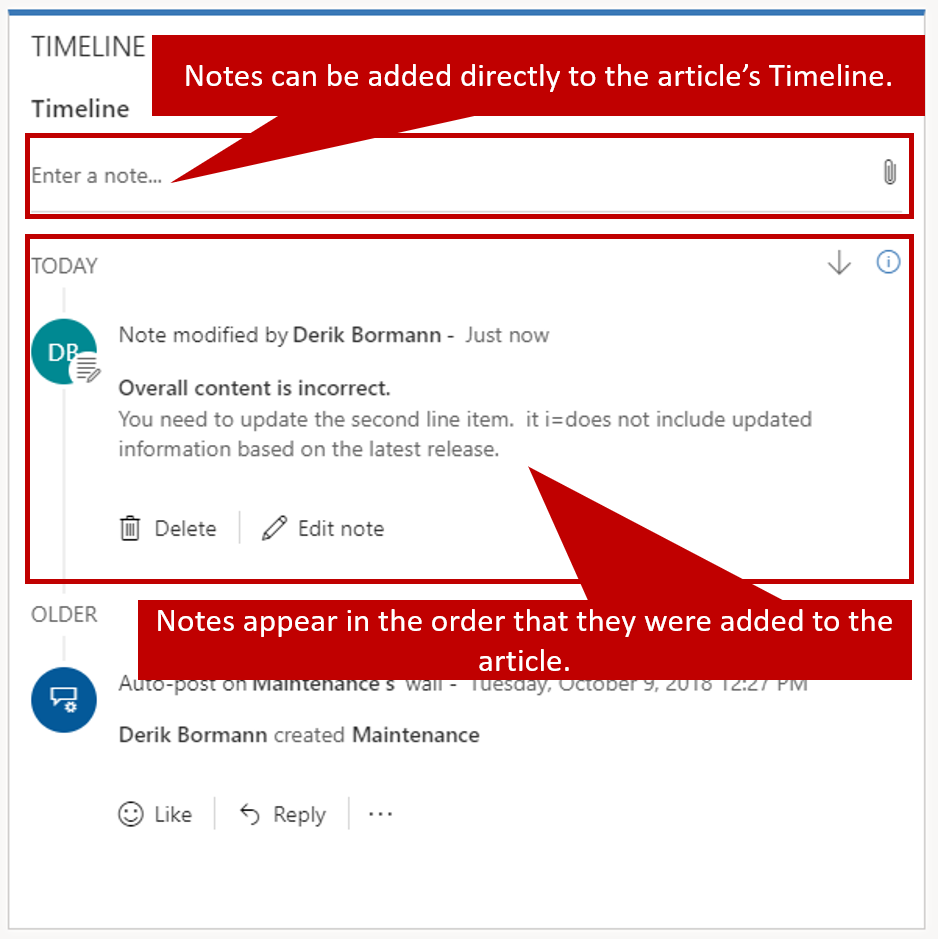 TIMELINE
Notes can be added directly to the article’s Timeline.
Timeline
Enter a note...
TODAY
DB
Note modified by Derik Bormann - Just now
Overall content is incorrect.
You need to update the second line item.  it i=does not include updated
information based on the latest release.
Delete
Edit note
OLDER
Notes appear in the order that they were added to the
article.
Auto-post on Maintenance's wall - Tuesday, October 9, 2018 12:27 PM
Derik Bormann created Maintenance
Like
Reply
...